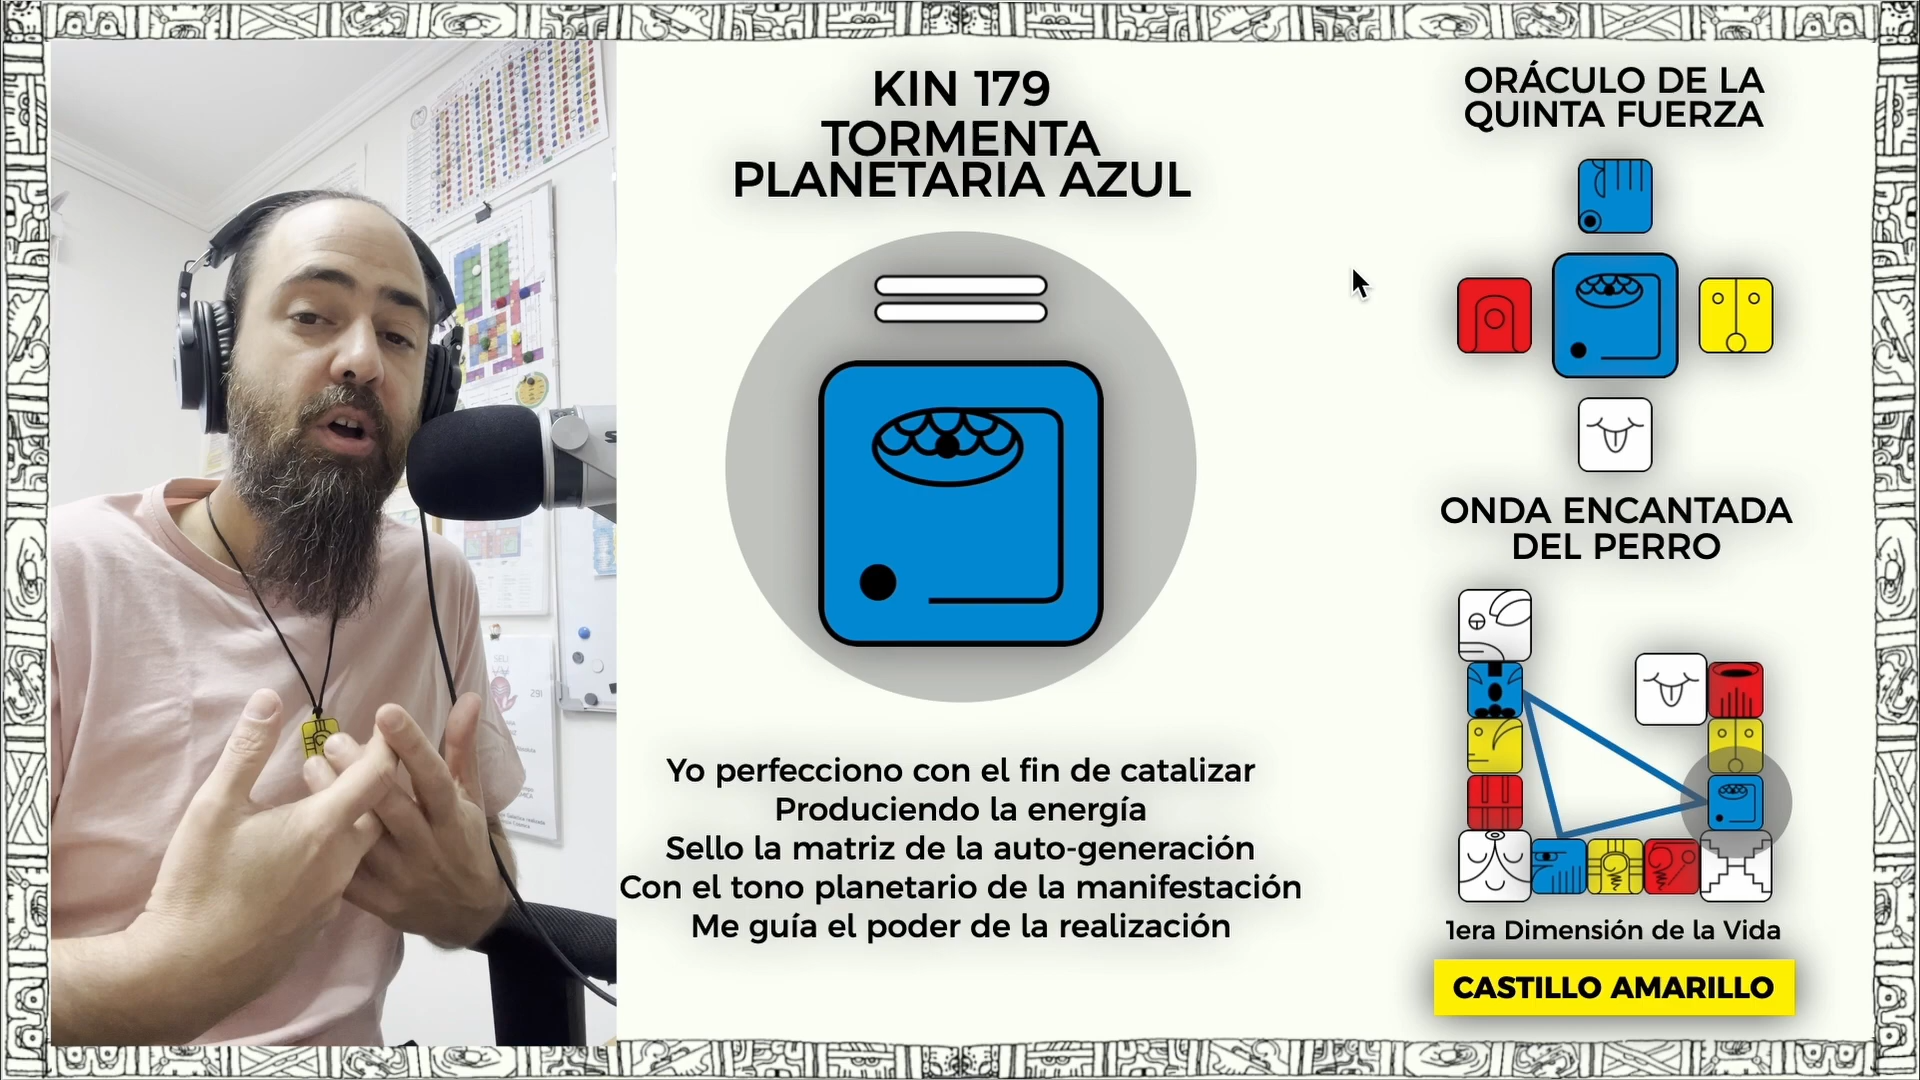 KIN 179
TORMENTA
PLANETARIA AZUL
Yo perfecciono con el fin de catalizar
Produciendo la energía
Sello la matriz de la auto-generación
Con el tono planetario de la manifestación
Me guía el poder de la realización
ORÁCULO DE LA
QUINTA FUERZA
ONDA ENCANTADA
DEL PERRO
1era Dimensión de la Vida
CASTILLO AMARILLO
291